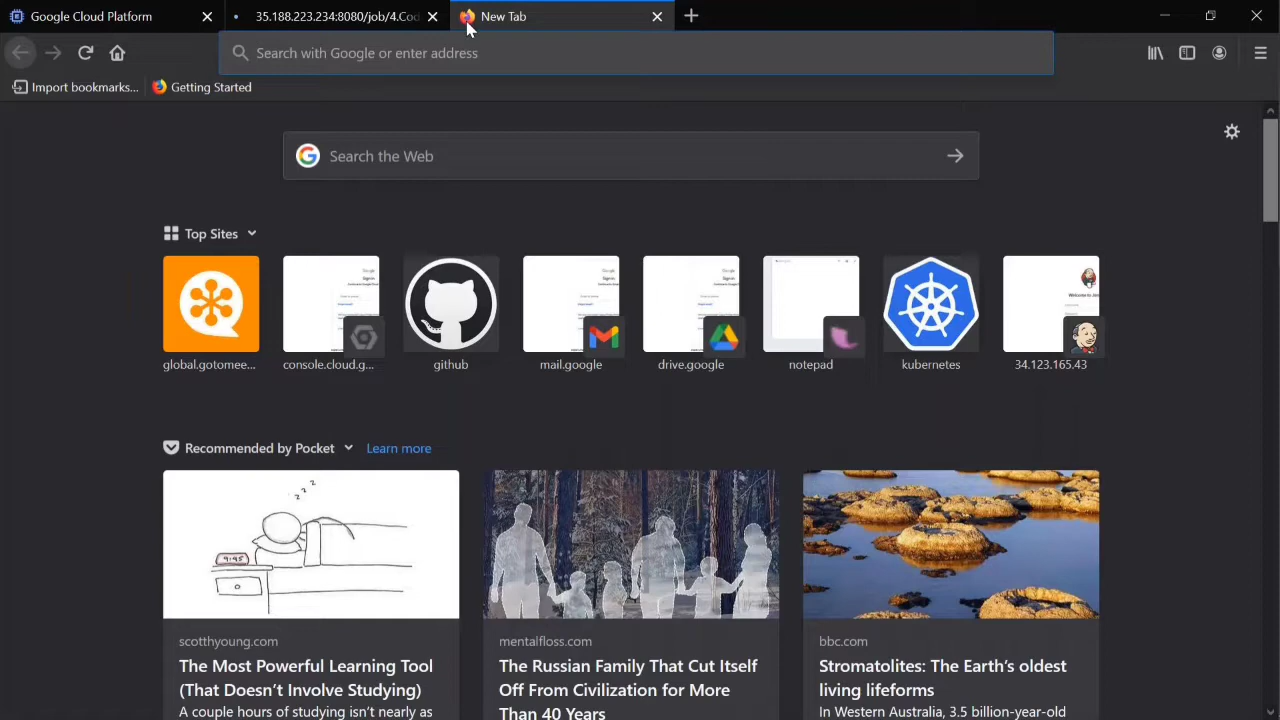 Google Cloud Platform
35.188.223.234:8080/job/4.Cod
New Tab
Search with Google or enter address
Import bookmarks...
Getting Started
Search the Web
Top Sites
global.gotomee...
console.cloud.g...
github
mail.google
drive.google
notepad
kubernetes
34.123.165.43
Recommended by Pocket
Learn more
9:45
z z z
scotthyoung.com
The Most Powerful Learning Tool
(That Doesn’t Involve Studying)
A couple hours of studying isn’t nearly as
mentalfloss.com
The Russian Family That Cut Itself
Off From Civilization for More
Than 40 Years
bbc.com
Stromatolites: The Earth’s oldest
living lifeforms
In Western Australia, 3.5 billion-year-old